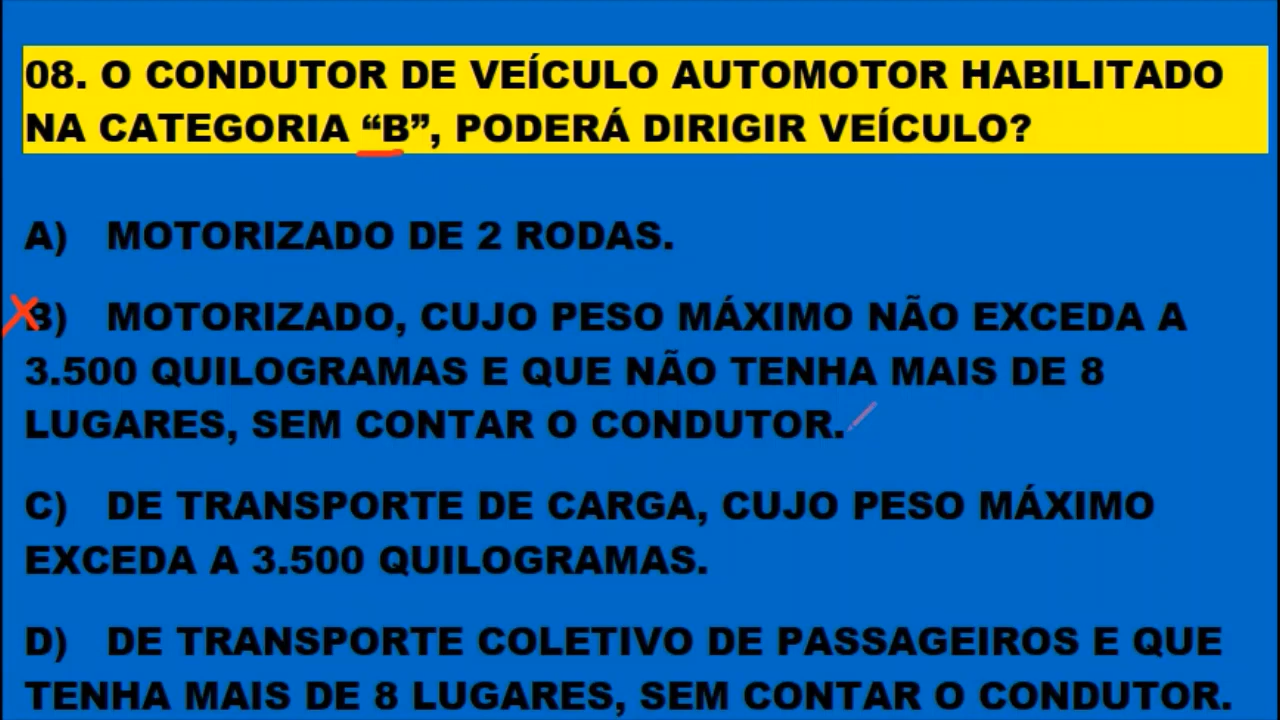 08. O CONDUTOR DE VEÍCULO AUTOMOTOR HABILITADO
NA CATEGORIA “B”, PODERÁ DIRIGIR VEÍCULO?
A) MOTORIZADO DE 2 RODAS.
B) MOTORIZADO, CUJO PESO MÁXIMO NÃO EXCEDA A
3.500 QUILOGRAMAS E QUE NÃO TENHA MAIS DE 8
LUGARES, SEM CONTAR O CONDUTOR.
C) DE TRANSPORTE DE CARGA, CUJO PESO MÁXIMO
EXCEDA A 3.500 QUILOGRAMAS.
D) DE TRANSPORTE COLETIVO DE PASSAGEIROS E QUE
TENHA MAIS DE 8 LUGARES, SEM CONTAR O CONDUTOR.